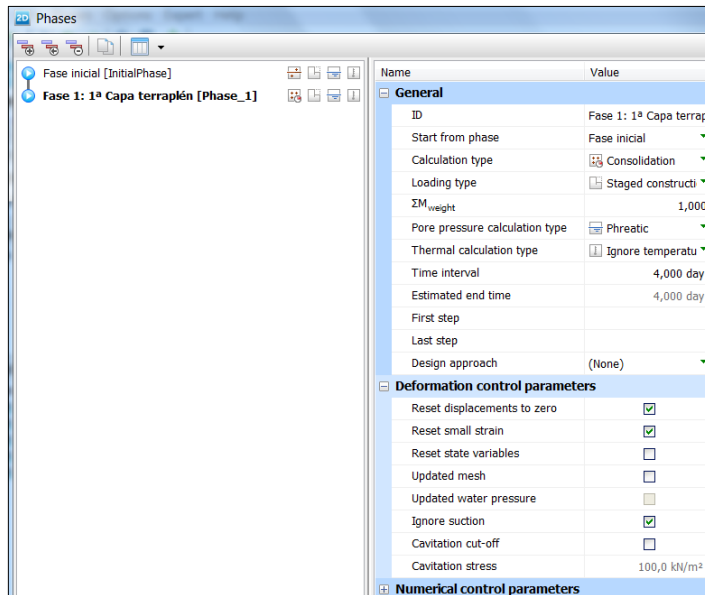 2D Phases
Fase inicial [InitialPhase]
Fase 1: 1ª Capa terraplén [Phase_1]
Name Value
General
ID Fase 1: 1ª Capa terrap
Start from phase Fase inicial
Calculation type Consolidation
Loading type Staged constructi
ΣMweight 1,000
Pore pressure calculation type Phreatic
Thermal calculation type Ignore temperatu
Time interval 4,000 day
Estimated end time 4,000 day
First step
Last step
Design approach (None)
Deformation control parameters
Reset displacements to zero
Reset small strain
Reset state variables
Updated mesh
Updated water pressure
Ignore suction
Cavitation cut-off
Cavitation stress 100,0 kN/m²
Numerical control parameters